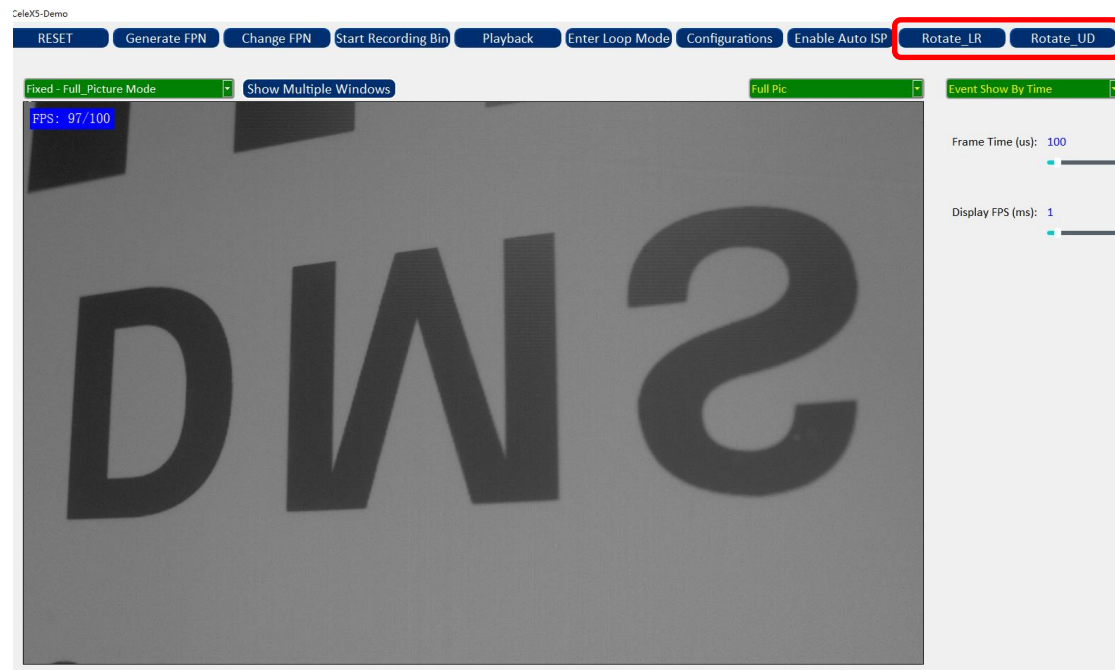 CeleX5-Demo
RESET Generate FPN Change FPN Start Recording Bin Playback Enter Loop Mode Configurations Enable Auto ISP Rotate_LR Rotate_UD
Fixed - Full_Picture Mode Show Multiple Windows Full Pic Event Show By Time
FPS: 97/100
Frame Time (us): 100
Display FPS (ms): 1
DMS